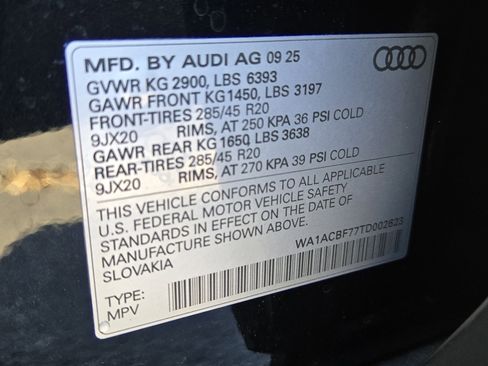 MFD. BY AUDI AG 09 25
GVWR KG 2900, LBS 6393
GAWR FRONT KG1450, LBS 3197
FRONT-TIRES 285/45 R20
9JX20 RIMS, AT 250 KPA 36 PSI COLD
GAWR REAR KG 1650 LBS 3638
REAR-TIRES 285/45 R20
9JX20 RIMS, AT 270 KPA 39 PSI COLD
THIS VEHICLE CONFORMS TO ALL APPLICABLE
U.S. FEDERAL MOTOR VEHICLE SAFETY
STANDARDS IN EFFECT ON THE DATE OF
MANUFACTURE SHOWN ABOVE.
SLOVAKIA
WA1ACBF77TD002623
TYPE:
MPV